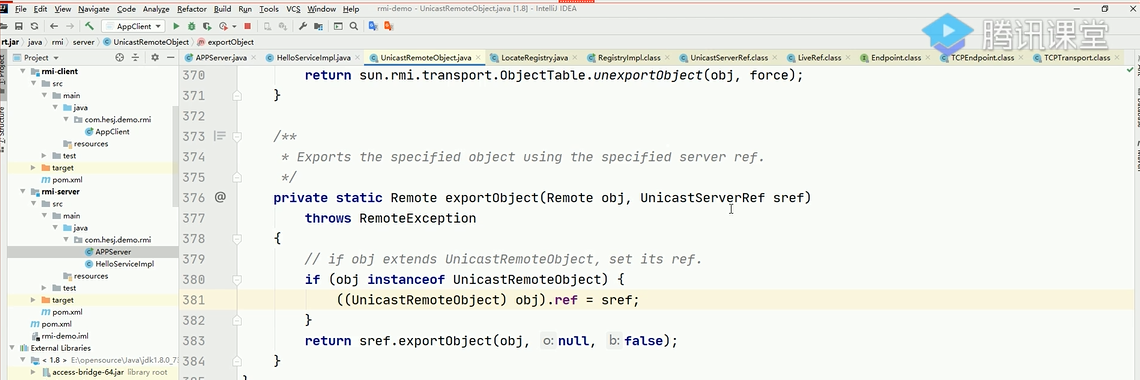 File Edit View Navigate Code Analyze Refactor Build Run Tools VCS Window Help rmi-demo - UnicastRemoteObject.java [1.8] - IntelliJ IDEA
AppClient
rt.jar java rmi server UnicastRemoteObject exportObject
腾讯课堂
Project
APPServer.java HelloServiceImpl.java UnicastRemoteObject.java LocateRegistry.java RegistryImpl.class UnicastServerRef.class LiveRef.class Endpoint.class TCPEndpoint.class TCPTransport.class
rmi-client
src
main
java
com.hesj.demo.rmi
AppClient
resources
test
target
pom.xml
rmi-server
src
main
java
com.hesj.demo.rmi
APPServer
HelloServiceImpl
resources
test
target
pom.xml
pom.xml
rmi-demo.iml
External Libraries
< 1.8 > E:\opensource\Java\jdk1.8.0_
access-bridge-64.jar library root
370 return sun.rmi.transport.ObjectTable.unexportObject(obj, force);
371 }
372
373 /**
374 * Exports the specified object using the specified server ref.
375 */
376 @ private static Remote exportObject(Remote obj, UnicastServerRef sref)
377 throws RemoteException
378 {
379 // if obj extends UnicastRemoteObject, set its ref.
380 if (obj instanceof UnicastRemoteObject) {
381 ((UnicastRemoteObject) obj).ref = sref;
382 }
383 return sref.exportObject(obj, o: null, b: false);
384 }